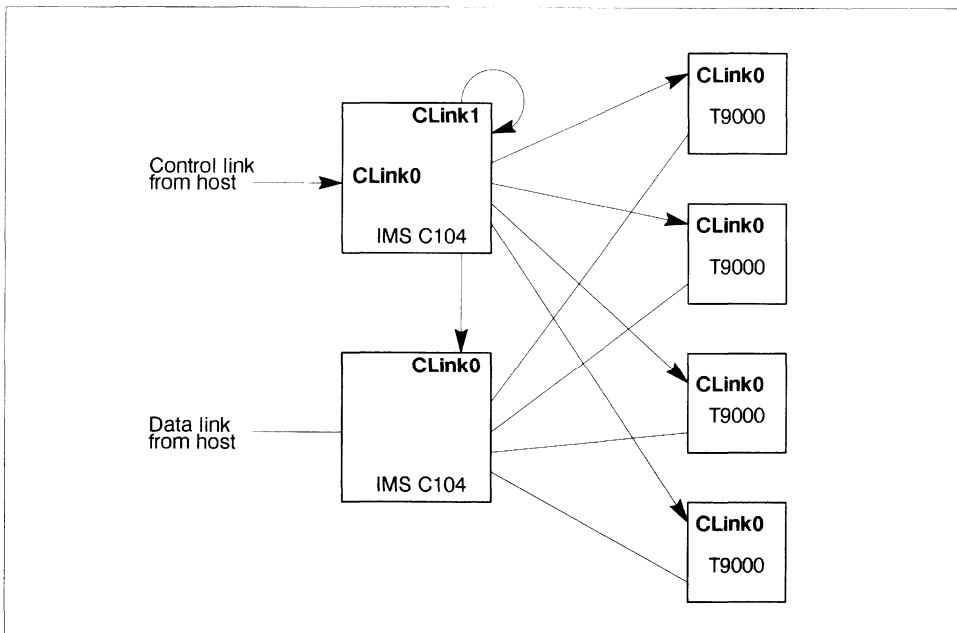 CLink0
T9000
CLink1
Control link
from host
CLink0
IMS C104
CLink0
T9000
CLink0
Data link
from host
IMS C104
CLink0
T9000
CLink0
T9000